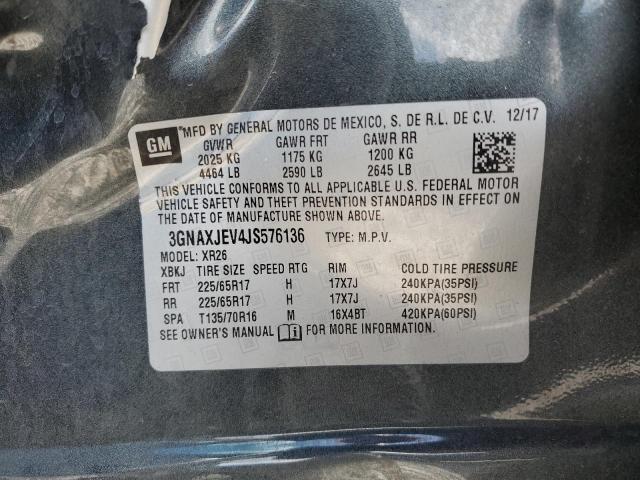 GM *MFD BY GENERAL MOTORS DE MEXICO, S. DE R.L. DE C.V. 12/17
GVWR GAWR FRT GAWR RR
2025 KG 1175 KG 1200 KG
4464 LB 2590 LB 2645 LB
THIS VEHICLE CONFORMS TO ALL APPLICABLE U.S. FEDERAL MOTOR
VEHICLE SAFETY AND THEFT PREVENTION STANDARDS IN EFFECT ON
THE DATE OF MANUFACTURE SHOWN ABOVE.
3GNAXJEV4JS576136 TYPE: M.P.V.
MODEL: XR26
XBKJ TIRE SIZE SPEED RTG RIM COLD TIRE PRESSURE
FRT 225/65R17 H 17X7J 240KPA(35PSI)
RR 225/65R17 H 17X7J 240KPA(35PSI)
SPA T135/70R16 M 16X4BT 420KPA(60PSI)
SEE OWNER'S MANUAL FOR MORE INFORMATION.